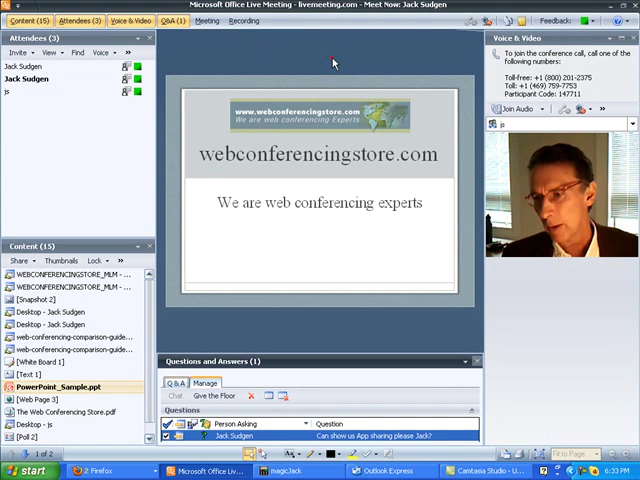 Microsoft Office Live Meeting - livemeeting.com - Meet Now: Jack Sudgen
Content (15)
Attendees (3)
Voice & Video
Q&A (1)
Meeting
Recording
Feedback:
Attendees (3)
Invite
Find
Voice
Jack Sudgen
Jack Sudgen
js
Content (15)
Share
Thumbnails
Lock
WEBCONFERENCINGSTORE_MLM - ...
WEBCONFERENCINGSTORE_MLM - ...
[Snapshot 2]
Desktop - Jack Sudgen
Desktop - Jack Sudgen
web-conferencing-comparison-guide...
web-conferencing-comparison-guide...
[White Board 1]
[Text 1]
PowerPoint_Sample.ppt
[Web Page 3]
The Web Conferencing Store.pdf
Desktop - js
[Poll 2]
1 of 2
www.webconferencingstore.com
We are web conferencing Experts
webconferencingstore.com
We are web conferencing experts
Questions and Answers (1)
Q & A
Manage
Chat
Give the Floor
Questions
Person Asking
Question
Jack Sudgen
Can show us App sharing please Jack?
Fit to Page
Voice & Video
To join the conference call, call one of the
following numbers:
Toll-free: +1 (800) 201-2375
Toll: +1 (469) 759-7753
Participant Code: 147711
Join Audio
js
start
2 Firefox
Microsoft Office Liv...
magicJack
Outlook Express
Camtasia Studio - U...
6:33 PM